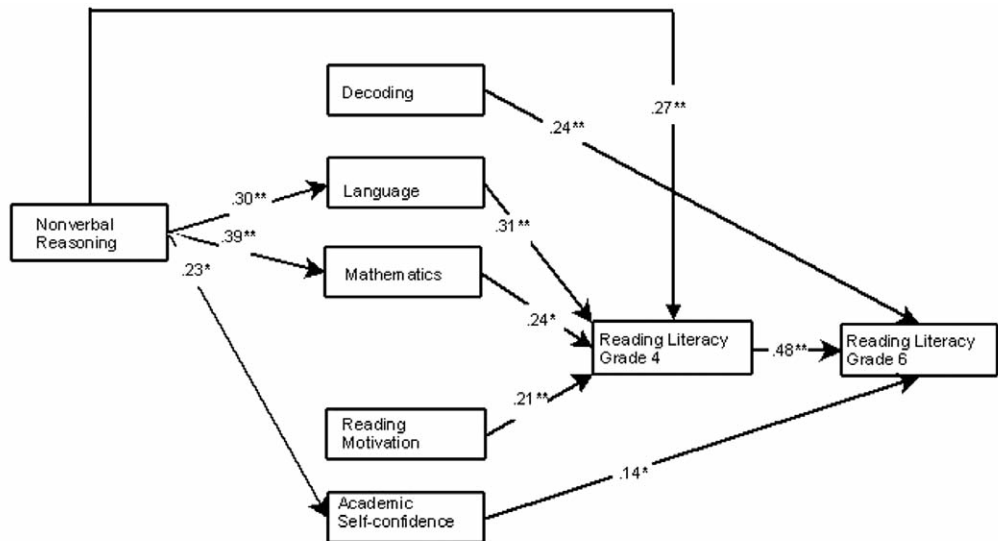 Decoding
.27**
.24**
Language
.30**
Nonverbal
Reasoning
.31**
.39**
.23*
Mathematics
.24*
Reading Literacy
Grade 4
.48**
Reading Literacy
Grade 6
.21**
Reading
Motivation
.14*
Academic
Self-confidence